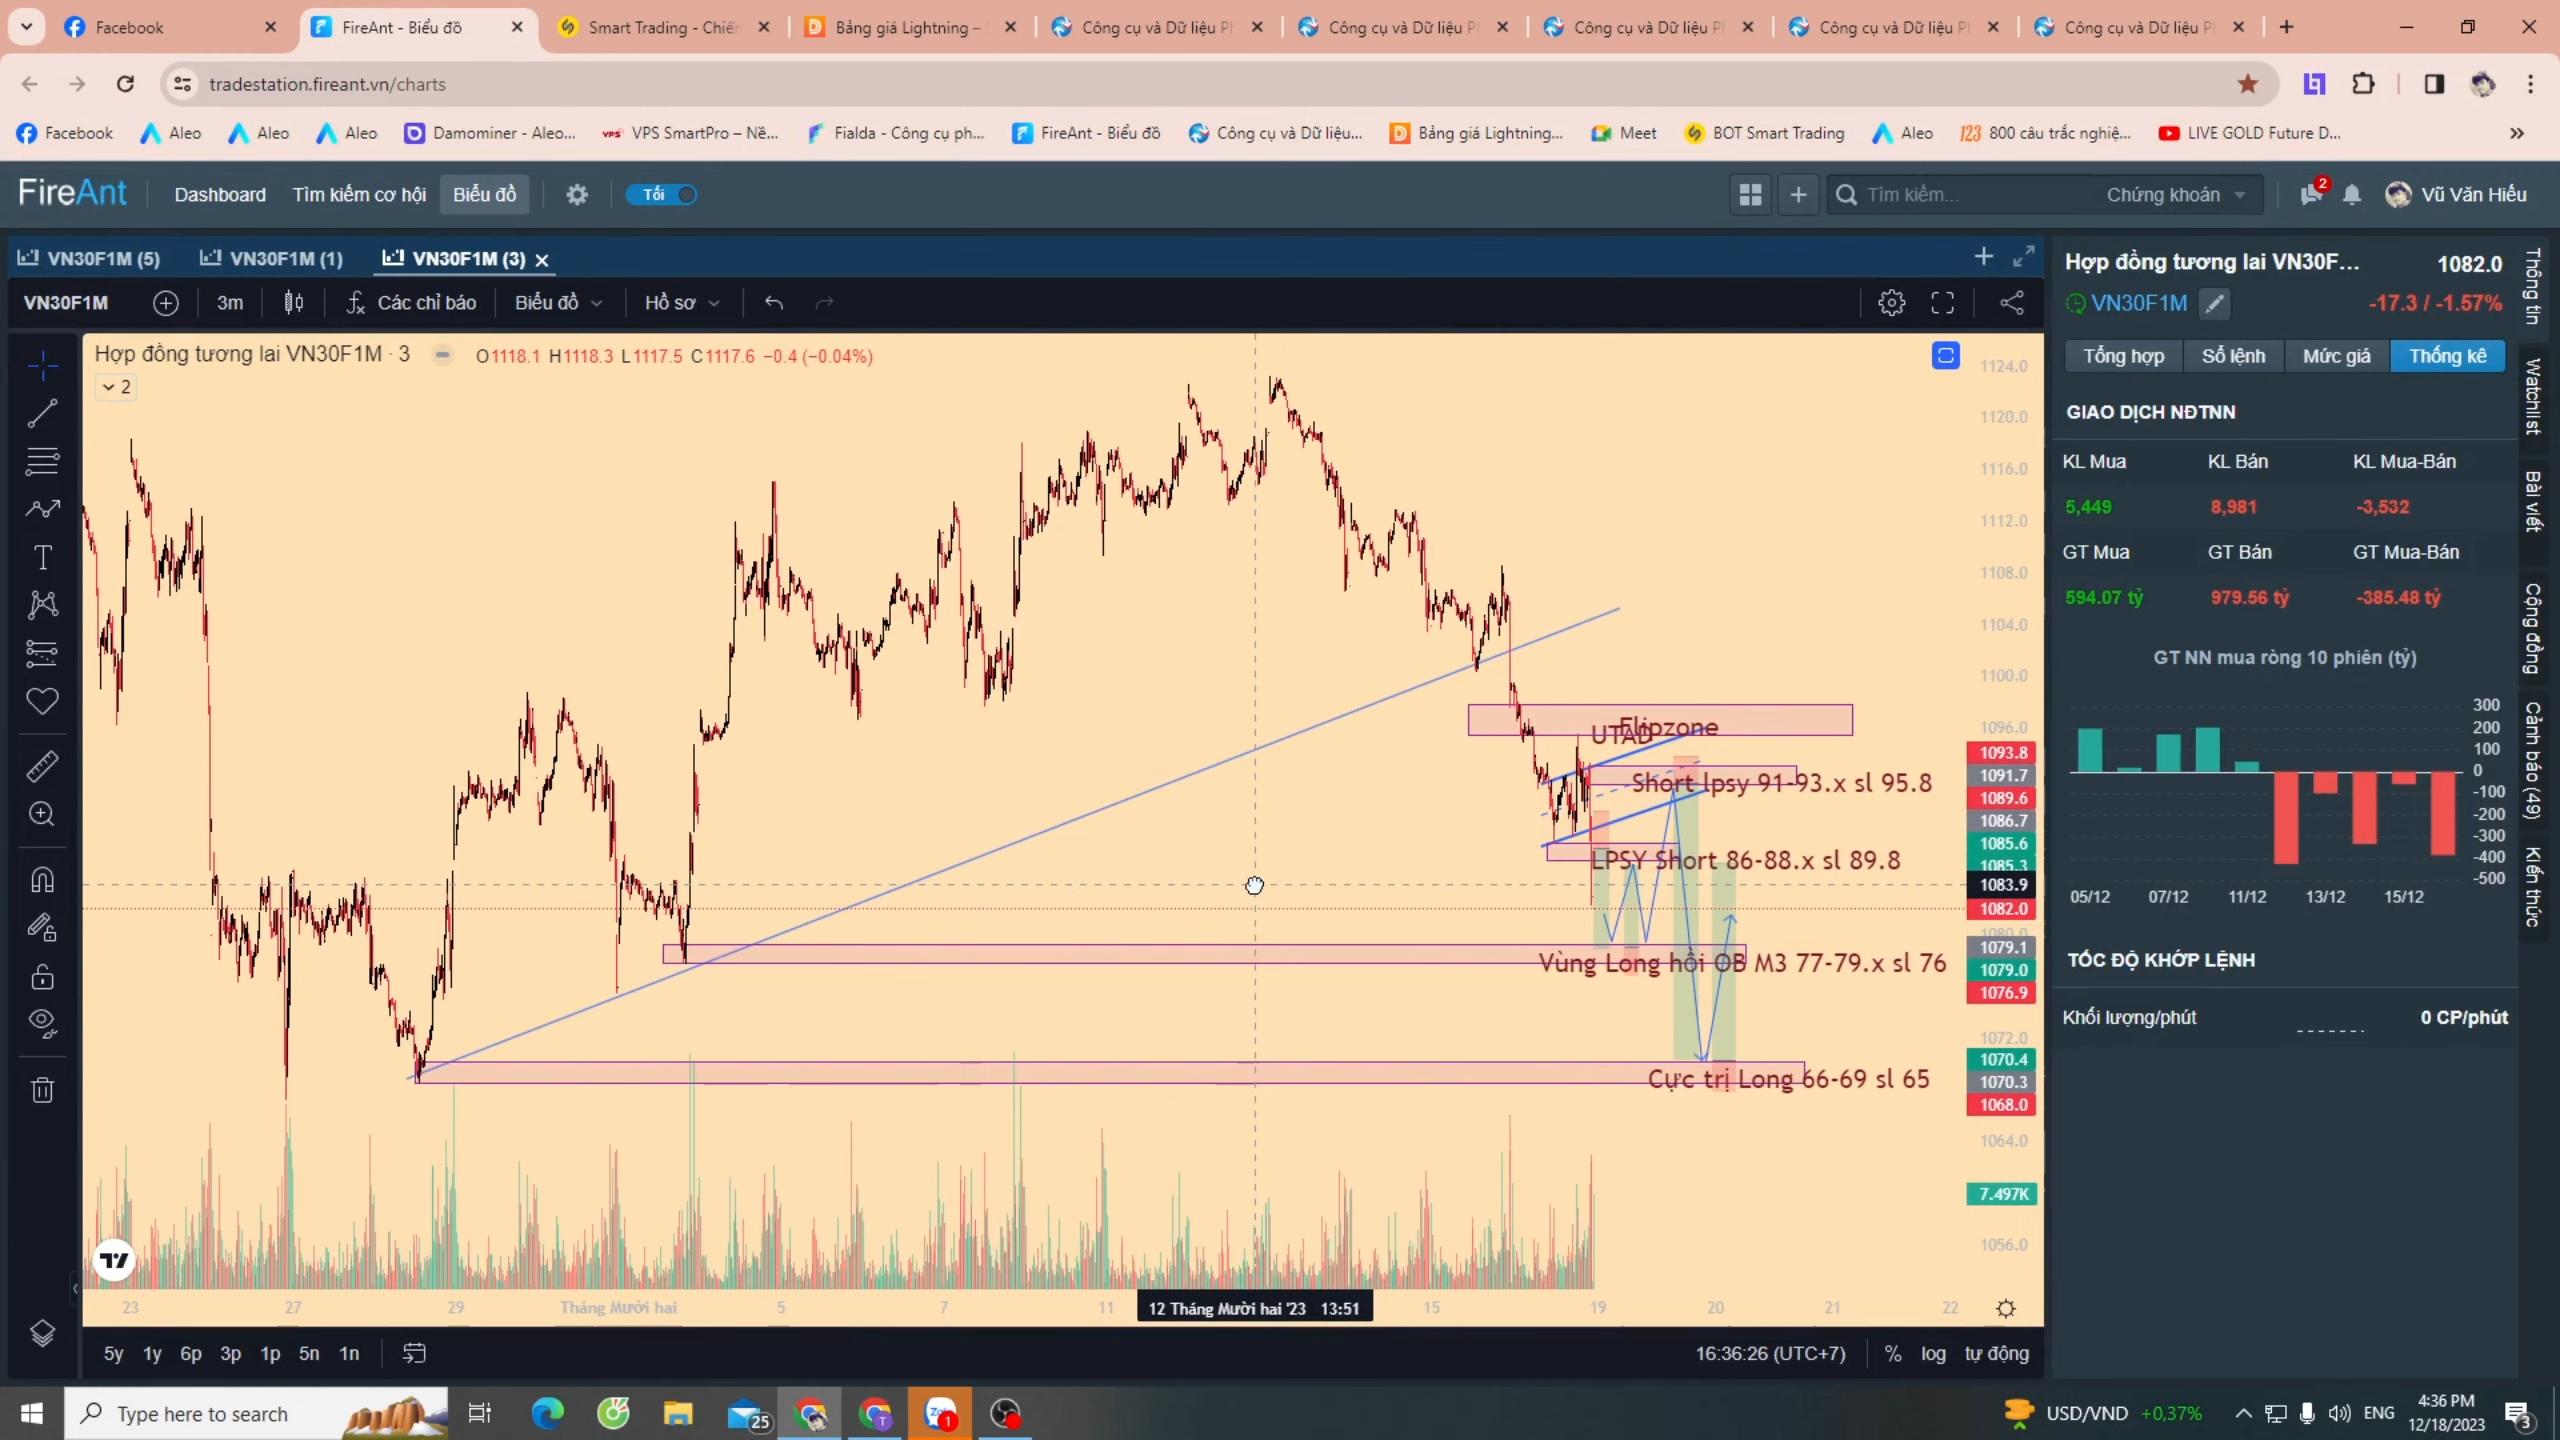 Facebook
FireAnt - Biểu đồ
Smart Trading - Chiế
Bảng giá Lightning –
Công cụ và Dữ liệu P
Công cụ và Dữ liệu P
Công cụ và Dữ liệu P
Công cụ và Dữ liệu P
Công cụ và Dữ liệu P
tradestation.fireant.vn/charts
Facebook
Aleo
Aleo
Aleo
Damominer - Aleo...
VPS SmartPro – Nề...
Fialda - Công cụ ph...
FireAnt - Biểu đồ
Công cụ và Dữ liệu...
Bảng giá Lightning...
Meet
BOT Smart Trading
Aleo
123 800 câu trắc nghiệ...
LIVE GOLD Future D...
FireAnt
Dashboard
Tìm kiếm cơ hội
Biểu đồ
Tối
Tìm kiếm...
Chứng khoán
2
Vũ Văn Hiếu
VN30F1M (5)
VN30F1M (1)
VN30F1M (3)
VN30F1M
3m
Các chỉ báo
Biểu đồ
Hồ sơ
Hợp đồng tương lai VN30F1M · 3
O1118.1 H1118.3 L1117.5 C1117.6 −0.4 (−0.04%)
2
1124.0
1120.0
1116.0
1112.0
1108.0
1104.0
1100.0
1096.0
1093.8
1091.7
1089.6
1086.7
1085.6
1085.3
1083.9
1082.0
1080.0
1079.1
1079.0
1076.9
1072.0
1070.4
1070.3
1068.0
1064.0
7.497K
1056.0
Flipzone
UTAD
Short lpsy 91-93.x sl 95.8
LPSY Short 86-88.x sl 89.8
Vùng Long hồi OB M3 77-79.x sl 76
Cực trị Long 66-69 sl 65
23
27
29
Tháng Mười hai
5
7
11
12 Tháng Mười hai '23 13:51
15
19
20
21
22
5y 1y 6p 3p 1p 5n 1n
16:36:26 (UTC+7)
%
log
tự động
Hợp đồng tương lai VN30F...
1082.0
VN30F1M
-17.3 / -1.57%
Tổng hợp
Sổ lệnh
Mức giá
Thống kê
GIAO DỊCH NĐTNN
KL Mua
KL Bán
KL Mua-Bán
5,449
8,981
-3,532
GT Mua
GT Bán
GT Mua-Bán
594.07 tỷ
979.56 tỷ
-385.48 tỷ
GT NN mua ròng 10 phiên (tỷ)
300
200
100
0
-100
-200
-300
-400
-500
05/12
07/12
11/12
13/12
15/12
TỐC ĐỘ KHỚP LỆNH
Khối lượng/phút
0 CP/phút
Thông tin
Watchlist
Bài viết
Cộng đồng
Cảnh báo (49)
Kiến thức
Type here to search
25
T
Zalo
1
USD/VND +0,37%
ENG
4:36 PM
12/18/2023
3